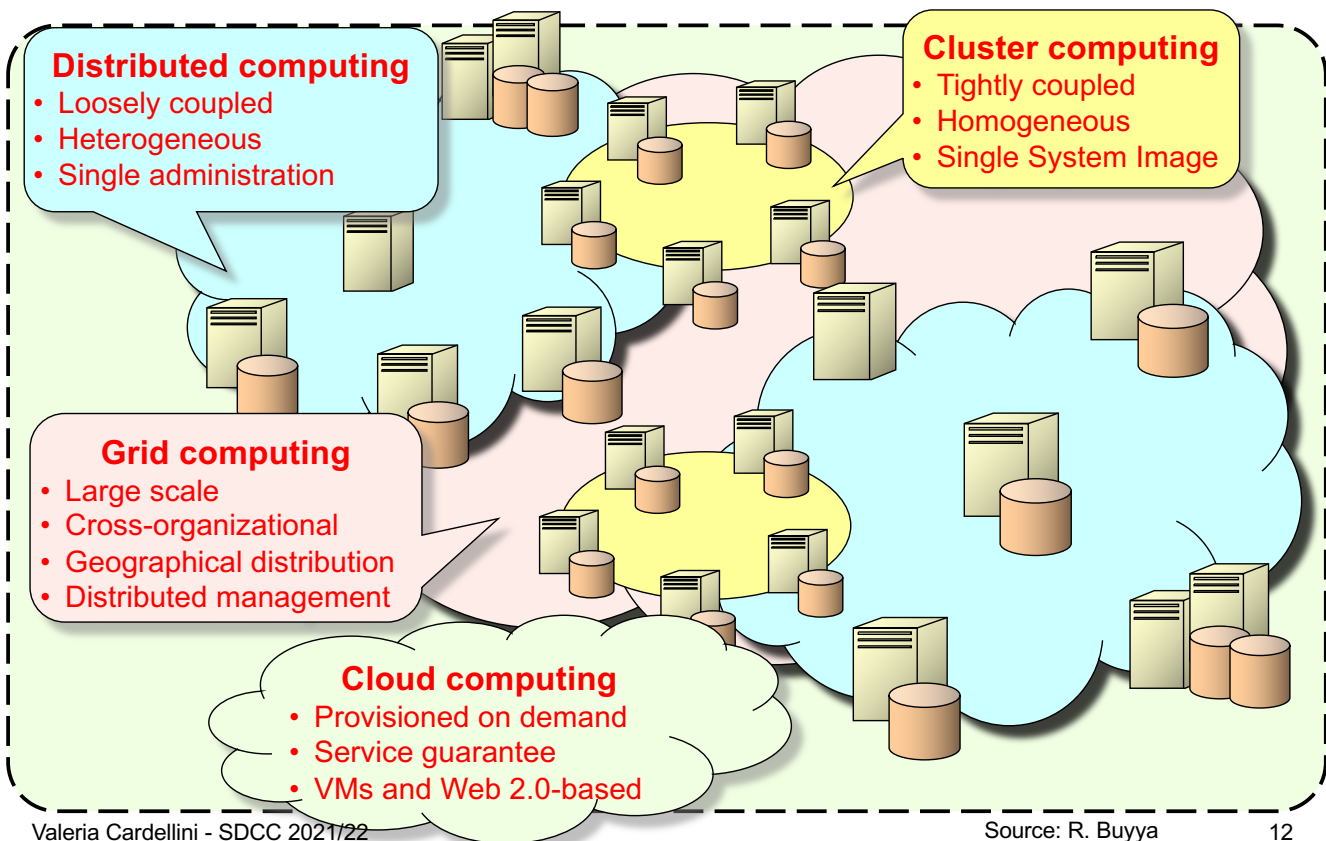 Distributed computing
• Loosely coupled
• Heterogeneous
• Single administration
Cluster computing
• Tightly coupled
• Homogeneous
• Single System Image
Grid computing
• Large scale
• Cross-organizational
• Geographical distribution
• Distributed management
Cloud computing
• Provisioned on demand
• Service guarantee
• VMs and Web 2.0-based
Valeria Cardellini - SDCC 2021/22
Source: R. Buyya
12